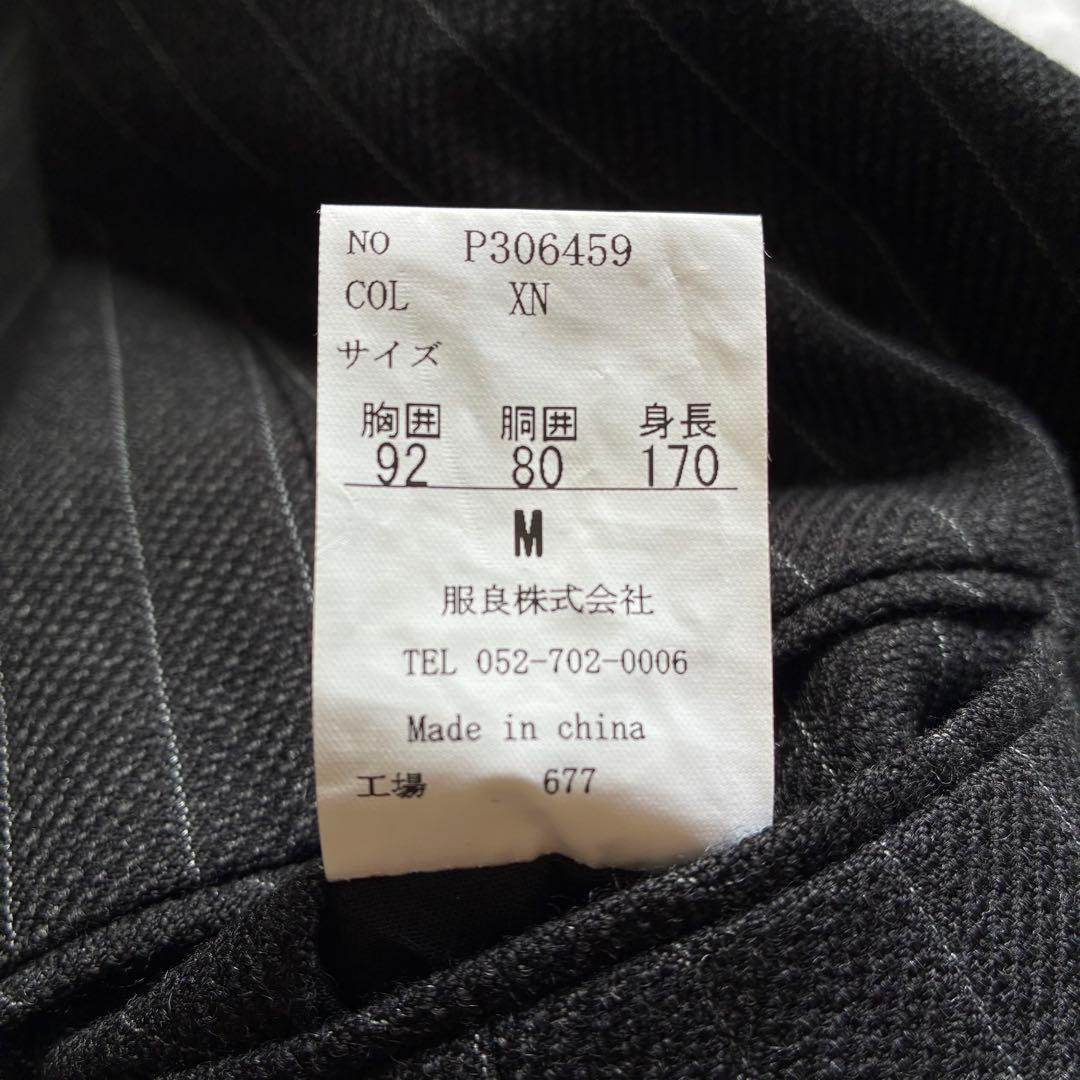 NO P306459
COL XN
サイズ
胸囲 胴囲 身長
92 80 170
M
服良株式会社
TEL 052-702-0006
Made in china
工場 677